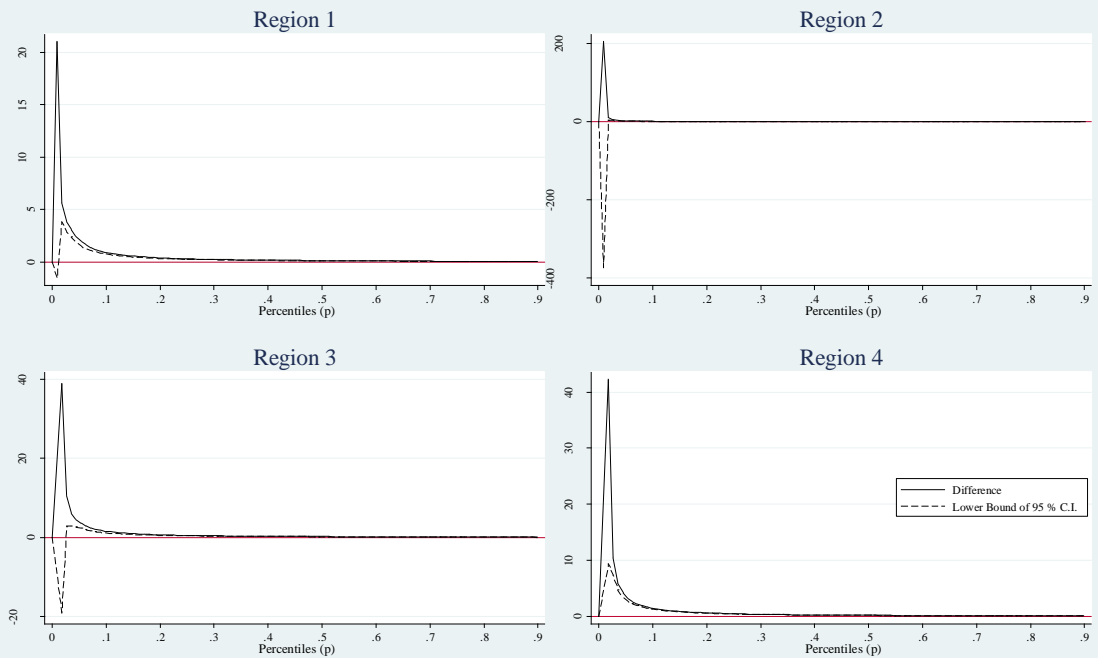 Region 1
20
15
10
5
0
0 .1 .2 .3 .4 .5 .6 .7 .8 .9
Percentiles (p)
Region 2
200
0
-200
-400
0 .1 .2 .3 .4 .5 .6 .7 .8 .9
Percentiles (p)
Region 3
40
20
0
-20
0 .1 .2 .3 .4 .5 .6 .7 .8 .9
Percentiles (p)
Region 4
40
30
20
10
0
0 .1 .2 .3 .4 .5 .6 .7 .8 .9
Percentiles (p)
Difference
Lower Bound of 95 % C.I.